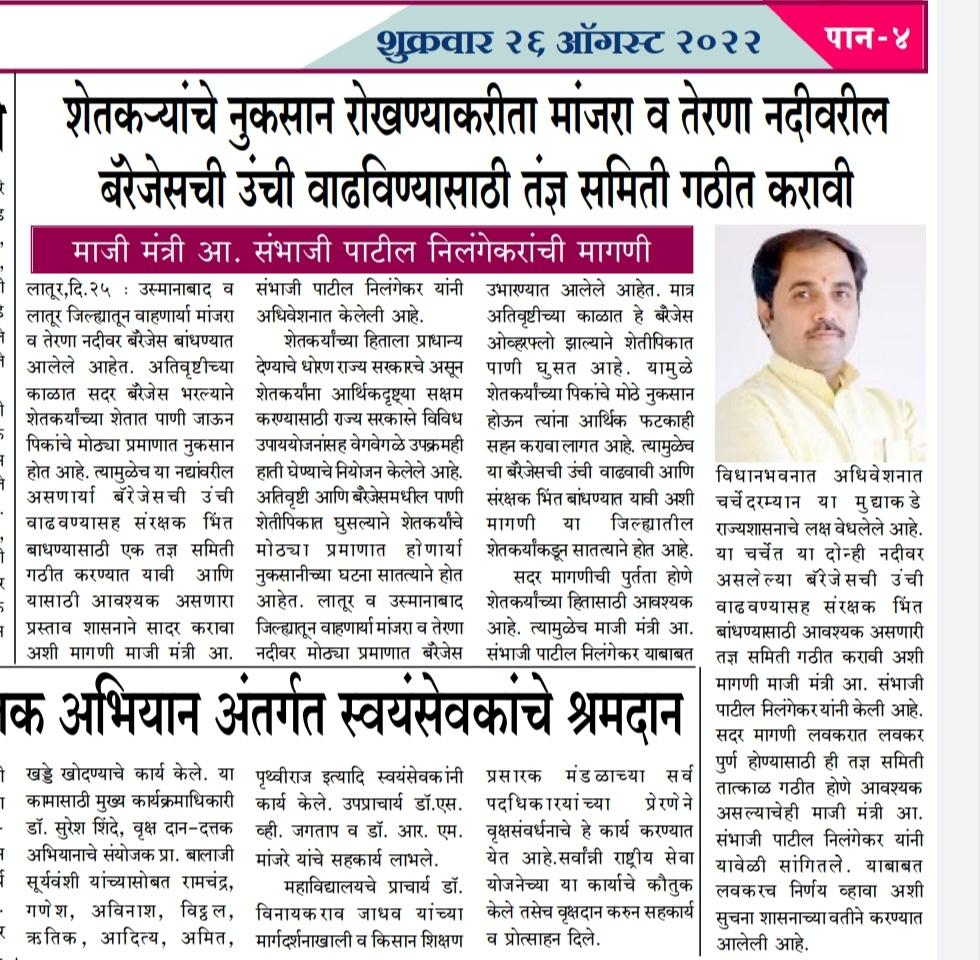 शुक्रवार २६ ऑगस्ट २०२२
पान-४
शेतकऱ्यांचे नुकसान रोखण्याकरीता मांजरा व तेरणा नदीवरील
बॅरेजेसची उंची वाढविण्यासाठी तंज्ञ समिती गठीत करावी
माजी मंत्री आ. संभाजी पाटील निलंगेकरांची मागणी
लातूर,दि.२५ : उस्मानाबाद व
लातूर जिल्ह्यातून वाहणार्या मांजरा
व तेरणा नदीवर बॅरेजेस बांधण्यात
आलेले आहेत. अतिवृष्टीच्या
काळात सदर बॅरेजेस भरल्याने
शेतकर्यांच्या शेतात पाणी जाऊन
पिकांचे मोठ्या प्रमाणात नुकसान
होत आहे. त्यामुळेच या नद्यांवरील
असणार्या बॅरेजेसची उंची
वाढवण्यासह संरक्षक भिंत
बाधण्यासाठी एक तज्ञ समिती
गठीत करण्यात यावी आणि
यासाठी आवश्यक असणारा
प्रस्ताव शासनाने सादर करावा
अशी मागणी माजी मंत्री आ.
संभाजी पाटील निलंगेकर यांनी
अधिवेशनात केलेली आहे.
शेतकर्यांच्या हिताला प्राधान्य
देण्याचे धोरण राज्य सरकारचे असून
शेतकर्यांना आर्थिकदृष्ट्या सक्षम
करण्यासाठी राज्य सरकासे विविध
उपाययोजनांसह वेगवेगळे उपक्रमही
हाती घेण्याचे नियोजन केलेले आहे.
अतिवृष्टी आणि बॅरेजेसमधील पाणी
शेतीपिकात घुसल्याने शेतकर्यांचे
मोठ्या प्रमाणात होणार्या
नुकसानीच्या घटना सातत्याने होत
आहेत. लातूर व उस्मानाबाद
जिल्ह्यातून वाहणार्या मांजरा व तेरणा
नदीवर मोठ्या प्रमाणात बॅरेजेस
उभारण्यात आलेले आहेत. मात्र
अतिवृष्टीच्या काळात हे बॅरेजेस
ओव्हरफ्लो झाल्याने शेतीपिकात
पाणी घुसत आहे. यामुळे
शेतकर्यांच्या पिकांचे मोठे नुकसान
होऊन त्यांना आर्थिक फटकाही
सहन करावा लागत आहे. त्यामुळेच
या बॅरेजेसची उंची वाढवावी आणि
संरक्षक भिंत बांधण्यात यावी अशी
मागणी या जिल्ह्यातील
शेतकर्यांकडून सातत्याने होत आहे.
सदर मागणीची पुर्तता होणे
शेतकर्यांच्या हितासाठी आवश्यक
आहे. त्यामुळेच माजी मंत्री आ.
संभाजी पाटील निलंगेकर याबाबत
विधानभवनात अधिवेशनात
चर्चेदरम्यान या मुद्याकडे
राज्यशासनाचे लक्ष वेधलेले आहे.
या चर्चेत या दोन्ही नदीवर
असलेल्या बॅरेजेसची उंची
वाढवण्यासह संरक्षक भिंत
बांधण्यासाठी आवश्यक असणारी
तज्ञ समिती गठीत करावी अशी
मागणी माजी मंत्री आ. संभाजी
पाटील निलंगेकर यांनी केली आहे.
सदर मागणी लवकरात लवकर
पुर्ण होण्यासाठी ही तज्ञ समिती
तात्काळ गठीत होणे आवश्यक
असल्याचेही माजी मंत्री आ.
संभाजी पाटील निलंगेकर यांनी
यावेळी सांगितले. याबाबत
लवकरच निर्णय व्हावा अशी
सुचना शासनाच्या वतीने करण्यात
आलेली आहे.
तक अभियान अंतर्गत स्वयंसेवकांचे श्रमदान
खड्डे खोदण्याचे कार्य केले. या
कामासाठी मुख्य कार्यक्रमाधिकारी
डॉ. सुरेश शिंदे, वृक्ष दान-दत्तक
अभियानाचे संयोजक प्रा. बालाजी
सूर्यवंशी यांच्यासोबत रामचंद्र,
गणेश, अविनाश, विठ्ठल,
ऋतिक, आदित्य, अमित,
पृथ्वीराज इत्यादि स्वयंसेवकांनी
कार्य केले. उपप्राचार्य डॉ.एस.
व्ही. जगताप व डॉ. आर. एम.
मांजरे यांचे सहकार्य लाभले.
महाविद्यालयचे प्राचार्य डॉ.
विनायकराव जाधव यांच्या
मार्गदर्शनाखाली व किसान शिक्षण
प्रसारक मंडळाच्या सर्व
पदधिकारयांच्या प्रेरणेने
वृक्षसंवर्धनाचे हे कार्य करण्यात
येत आहे.सर्वांन्नी राष्ट्रीय सेवा
योजनेच्या या कार्याचे कौतुक
केले तसेच वृक्षदान करुन सहकार्य
व प्रोत्साहन दिले.